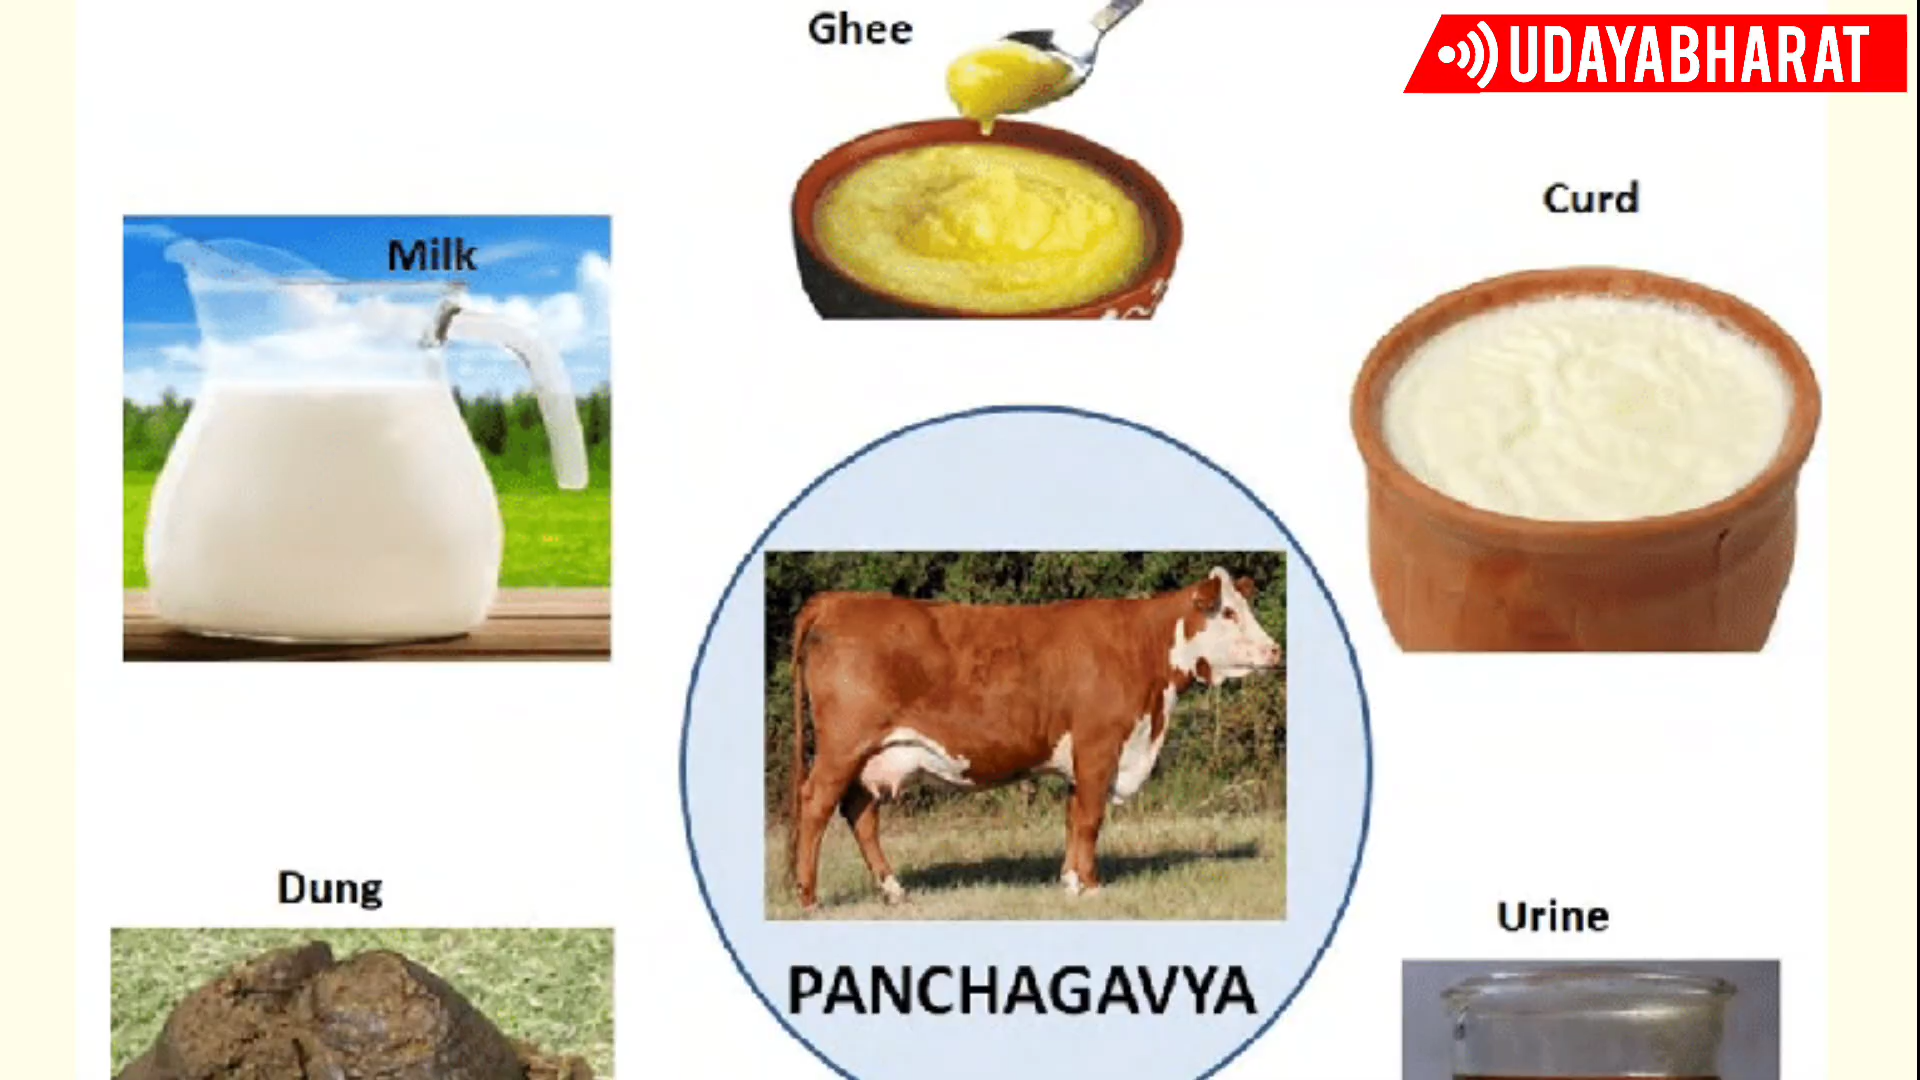 Ghee
UDAYABHARAT
Curd
Milk
Dung
Urine
PANCHAGAVYA